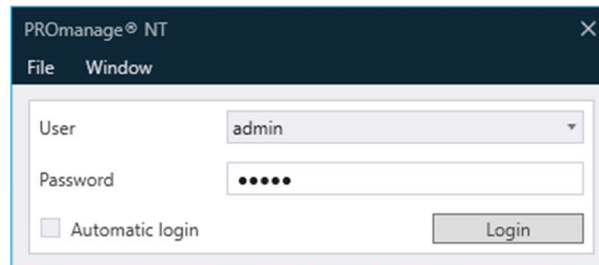 PROmanage® NT
File Window
User admin
Password •••••
Automatic login Login